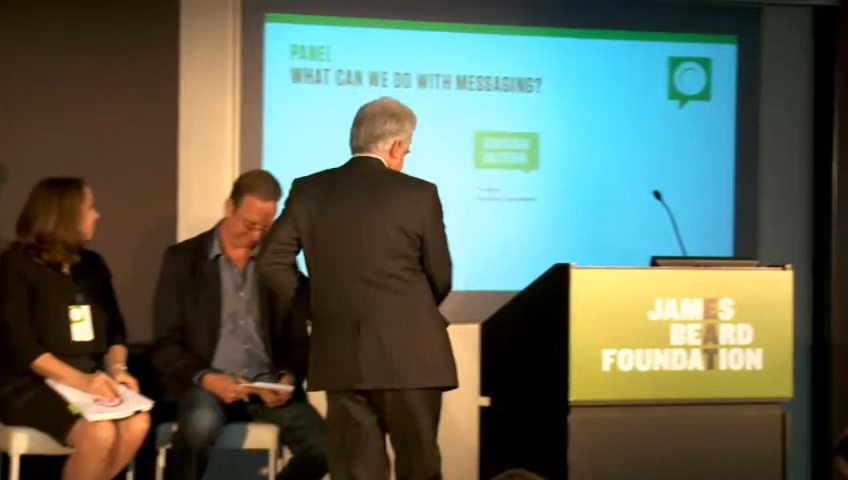 PANEL
WHAT CAN WE DO WITH MESSAGING?
JAMES
BEARD
FOUNDATION